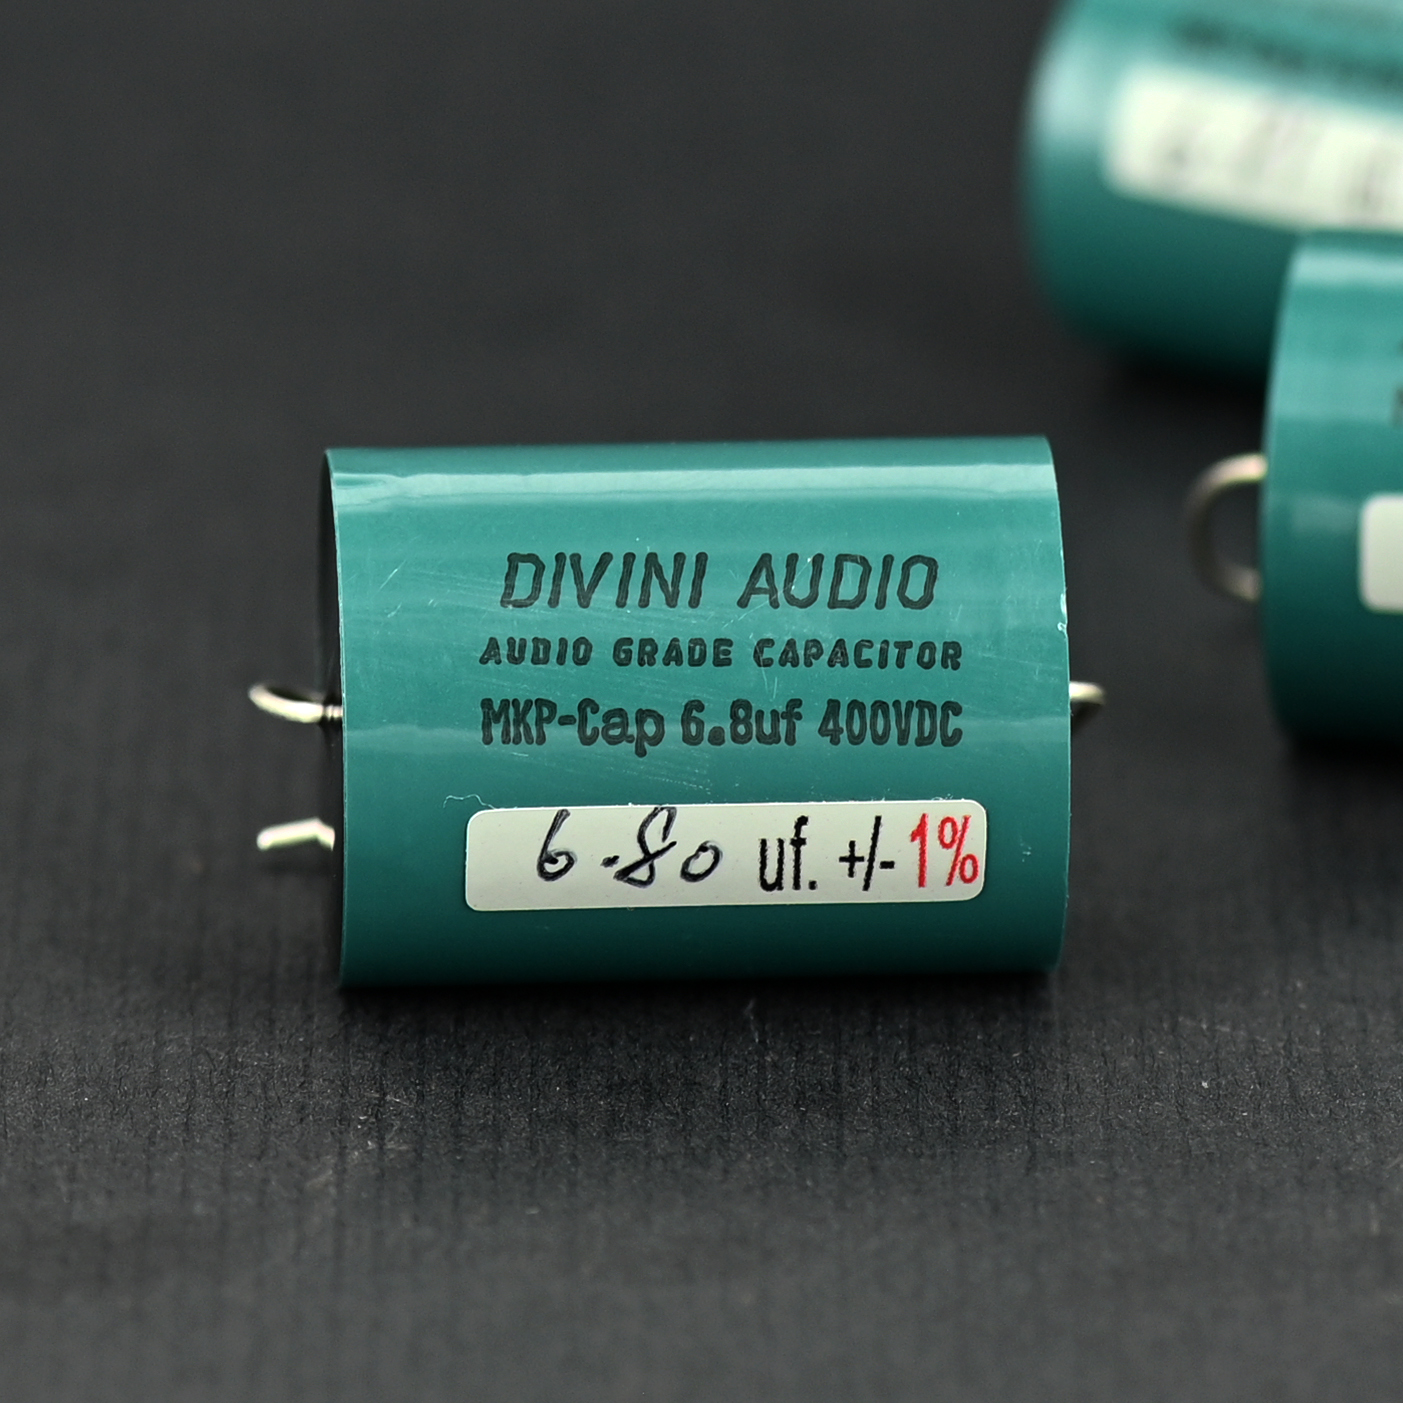 DIVINI AUDIO
AUDIO GRADE CAPACITOR
MKP-Cap 6.8uf 400VDC
6.80 uf. +/- 1%